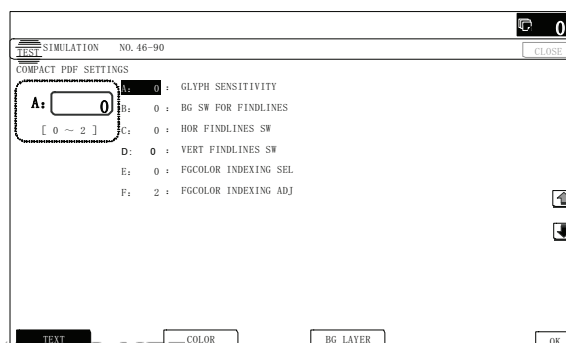 0
TEST SIMULATION NO.46-90
CLOSE
COMPACT PDF SETTINGS
A: 0
[ 0 ~ 2 ]
A: 0 : GLYPH SENSITIVITY
B: 0 : BG SW FOR FINDLINES
C: 0 : HOR FINDLINES SW
D: 0 : VERT FINDLINES SW
E: 0 : FGCOLOR INDEXING SEL
F: 2 : FGCOLOR INDEXING ADJ
TEXT COLOR BG LAYER OK